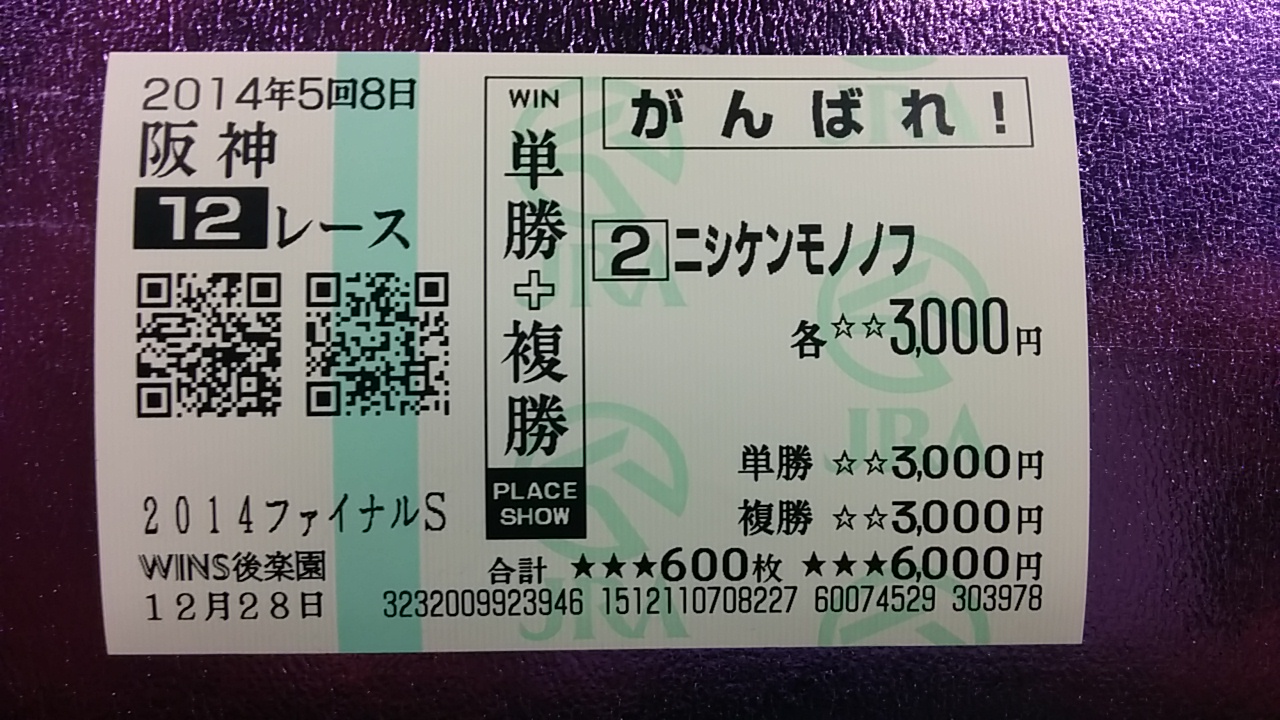 2014年5回8日
阪神
12レース
2014ファイナルS
WINS後楽園
12月28日
WIN
単勝+複勝
PLACE
SHOW
がんばれ!
2 ニシケンモノノフ
各☆☆3,000円
単勝 ☆☆3,000円
複勝 ☆☆3,000円
合計 ★★★600枚 ★★★6,000円
3232009923946 1512110708227 60074529 303978
JRA
JRA
JRA
JRA